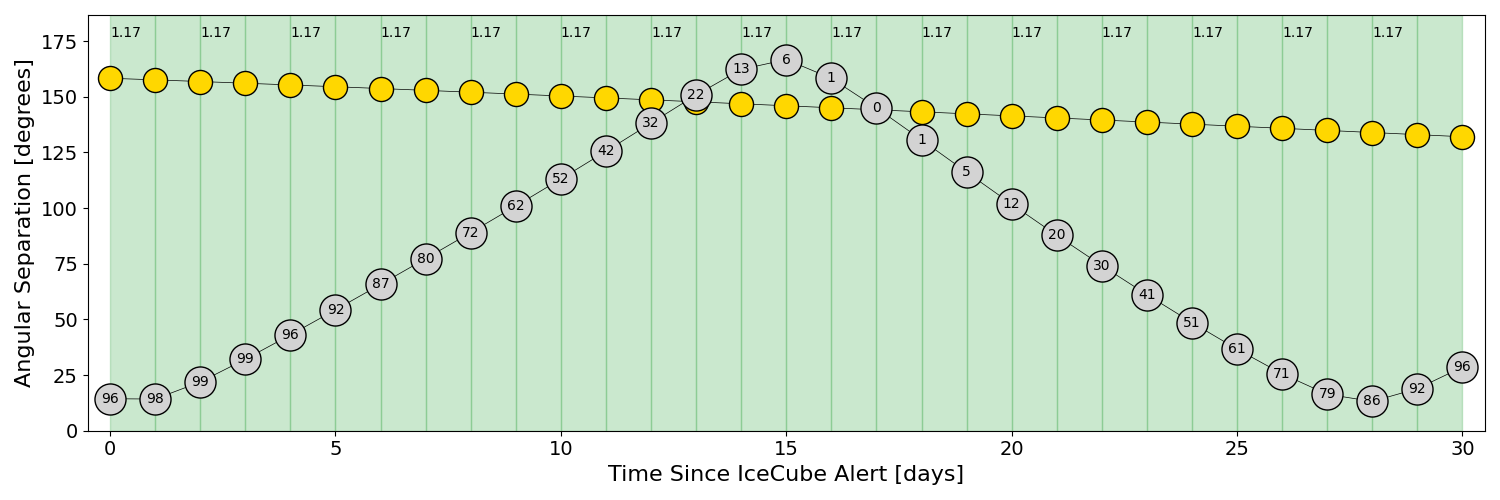 1.17 1.17 1.17 1.17 1.17 1.17 1.17 1.17 1.17 1.17 1.17 1.17 1.17 1.17 1.17
175
150
125
100
75
50
25
0
Angular Separation [degrees]
96 98 99 99 96 92 87 80 72 62 52 42 32 22 13 6 1 0 1 5 12 20 30 41 51 61 71 79 86 92 96
0 5 10 15 20 25 30
Time Since IceCube Alert [days]